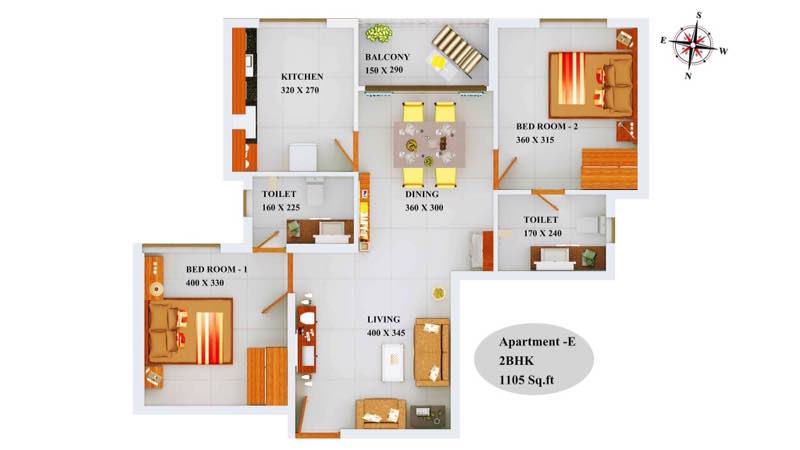 S
E
W
N
BALCONY
150 X 290
KITCHEN
320 X 270
BED ROOM - 2
360 X 315
TOILET
160 X 225
DINING
360 X 300
TOILET
170 X 240
BED ROOM - 1
400 X 330
LIVING
400 X 345
Apartment -E
2BHK
1105 Sq.ft